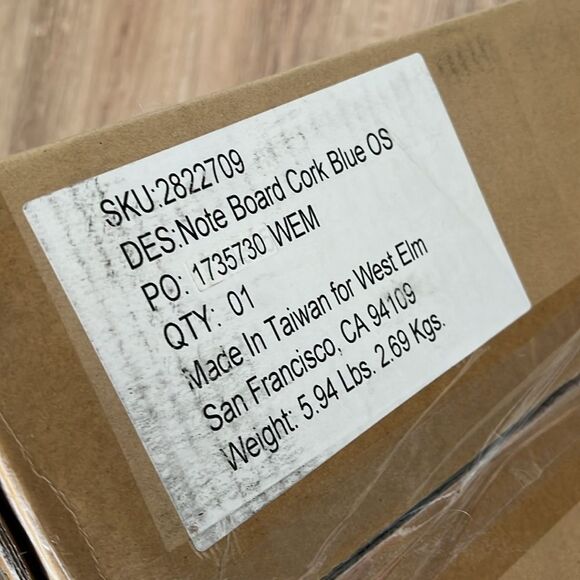 SKU:2822709
DES:Note Board Cork Blue OS
PO: 1735730 WEM
QTY: 01
Made In Taiwan for West Elm
San Francisco, CA 94109
Weight: 5.94 Lbs. 2.69 Kgs.